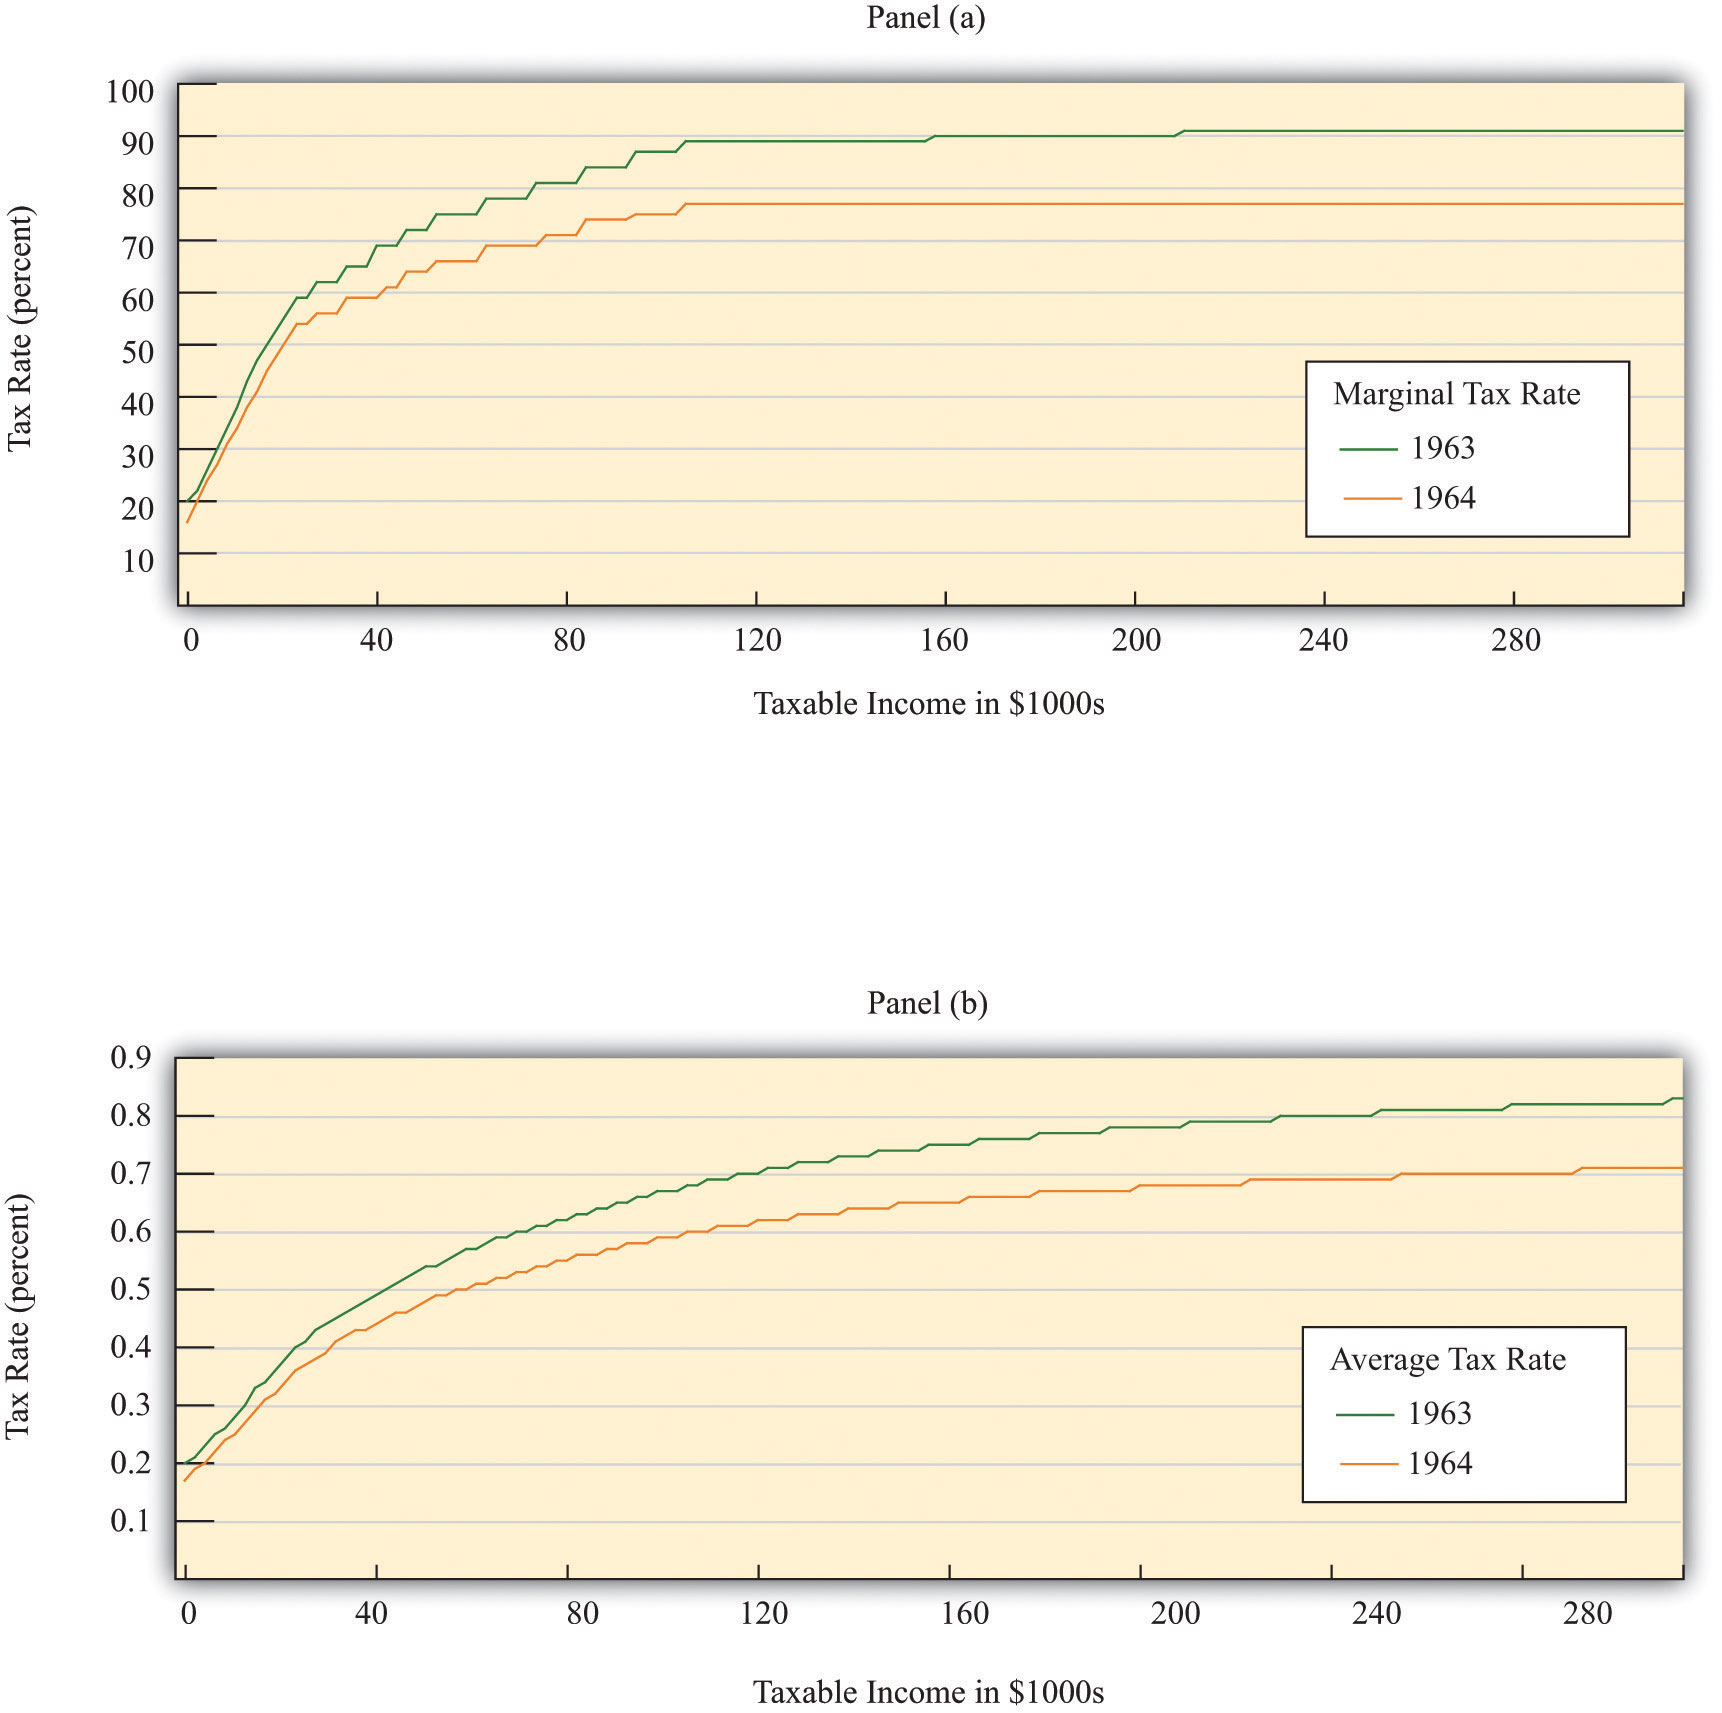 Panel (a)
100
90
80
70
60
50
40
30
20
10
Tax Rate (percent)
Marginal Tax Rate
1963
1964
0 40 80 120 160 200 240 280
Taxable Income in $1000s
Panel (b)
0.9
0.8
0.7
0.6
0.5
0.4
0.3
0.2
0.1
Tax Rate (percent)
Average Tax Rate
1963
1964
0 40 80 120 160 200 240 280
Taxable Income in $1000s